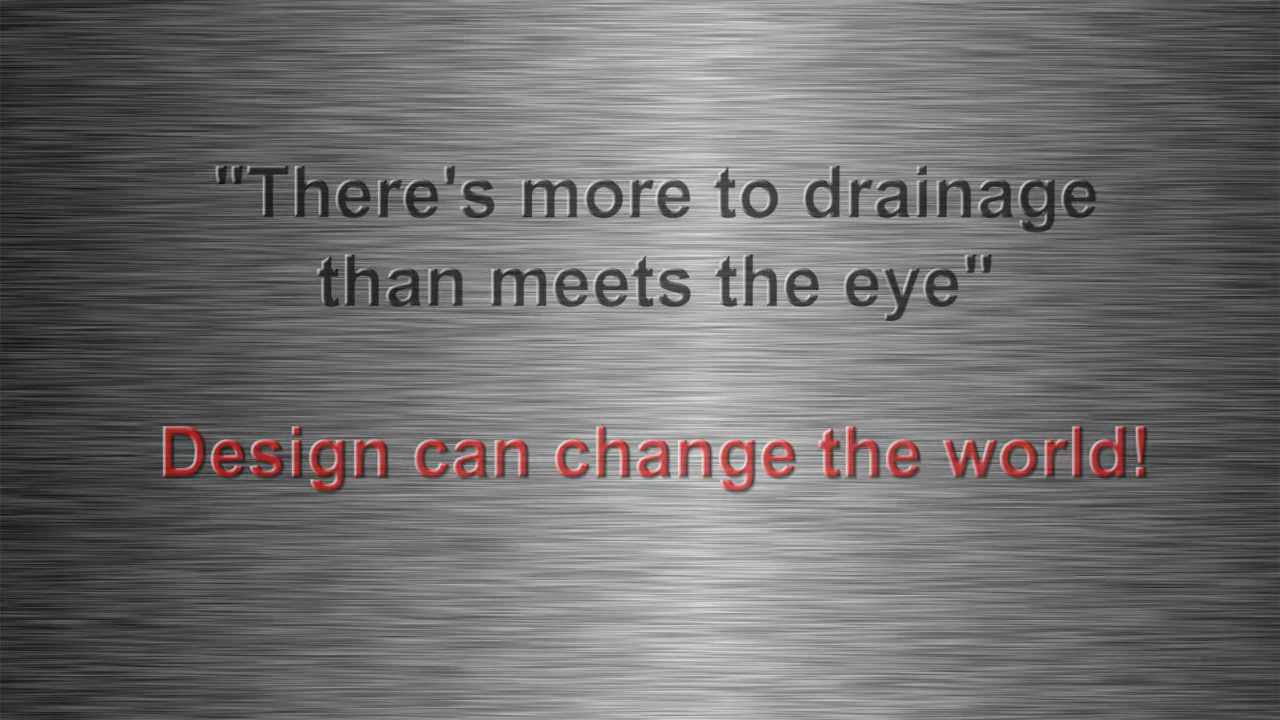 "There's more to drainage
than meets the eye"
Design can change the world!